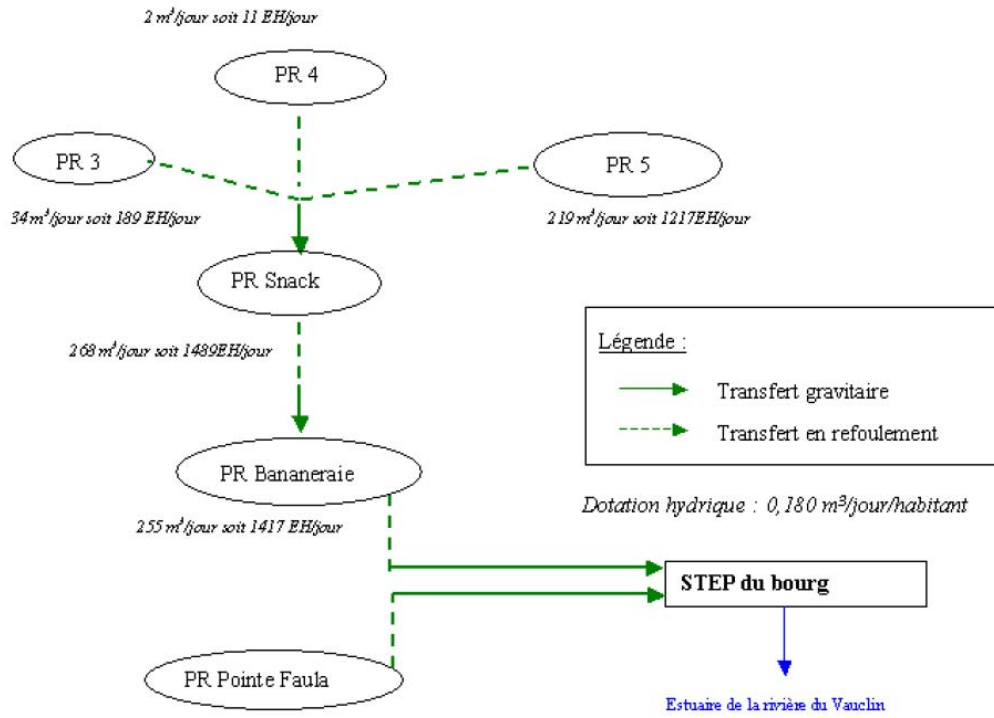 2 m³/jour soit 11 EH/jour
PR 4
PR 3
PR 5
34 m³/jour soit 189 EH/jour
219 m³/jour soit 1217EH/jour
PR Snack
268 m³/jour soit 1489EH/jour
Légende :
Transfert gravitaire
Transfert en refoulement
PR Bananeraie
Dotation hydrique : 0,180 m³/jour/habitant
255 m³/jour soit 1417 EH/jour
STEP du bourg
PR Pointe Faula
Estuaire de la rivière du Vauclin